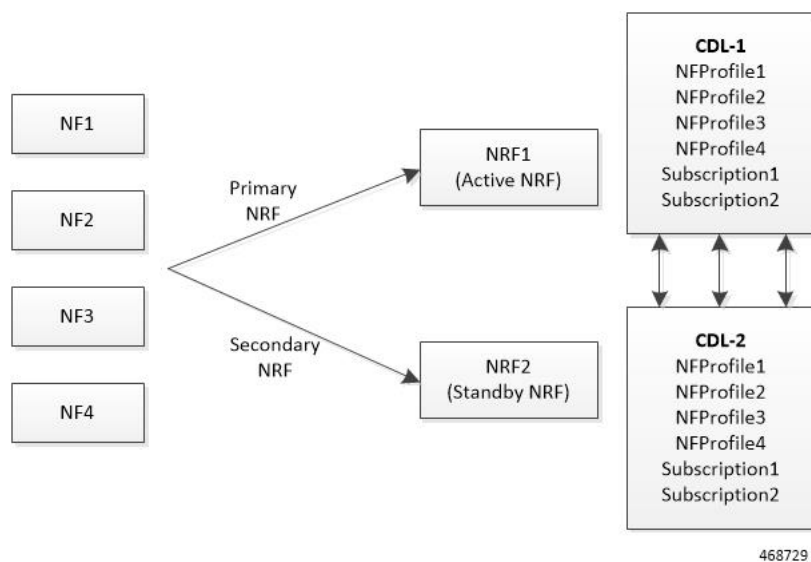 NF1
NF2
NF3
NF4
Primary
NRF
Secondary
NRF
NRF1
(Active NRF)
NRF2
(Standby NRF)
CDL-1
NFProfile1
NFProfile2
NFProfile3
NFProfile4
Subscription1
Subscription2
CDL-2
NFProfile1
NFProfile2
NFProfile3
NFProfile4
Subscription1
Subscription2
468729